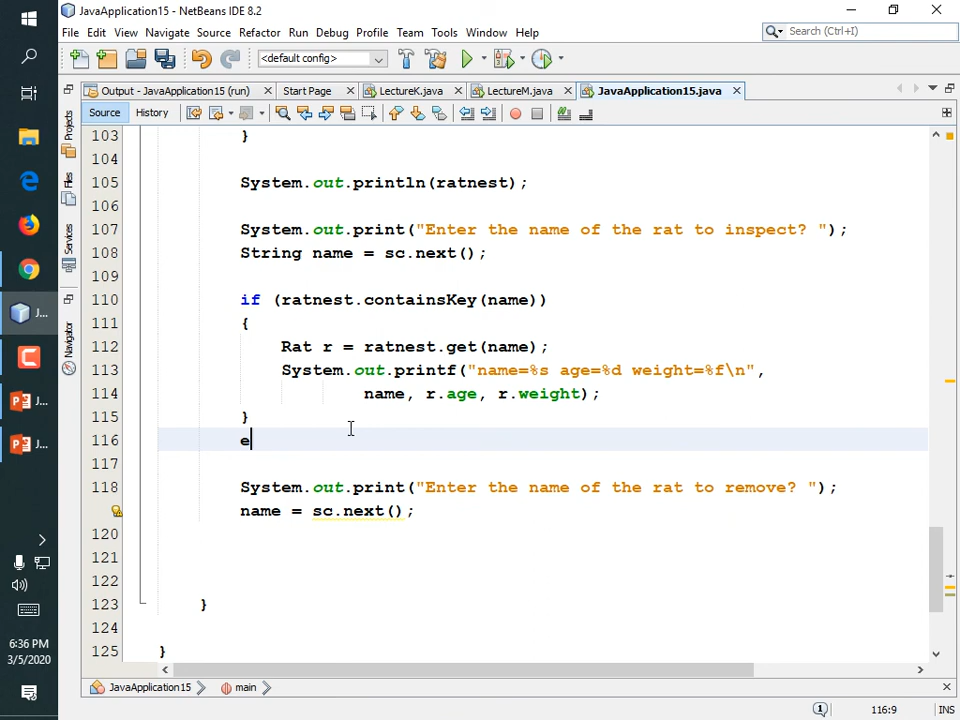 JavaApplication15 - NetBeans IDE 8.2
File Edit View Navigate Source Refactor Run Debug Profile Team Tools Window Help
Search (Ctrl+I)
<default config>
Output - JavaApplication15 (run) Start Page LectureK.java LectureM.java JavaApplication15.java
Source History
Projects
Files
Services
Navigator
103 }
104
105 System.out.println(ratnest);
106
107 System.out.print("Enter the name of the rat to inspect? ");
108 String name = sc.next();
109
110 if (ratnest.containsKey(name))
111 {
112 Rat r = ratnest.get(name);
113 System.out.printf("name=%s age=%d weight=%f\n",
114 name, r.age, r.weight);
115 }
116 e
117
118 System.out.print("Enter the name of the rat to remove? ");
name = sc.next();
120
121
122
123 }
124
125 }
J...
J...
J...
6:36 PM
3/5/2020
JavaApplication15 main
1 116:9 INS